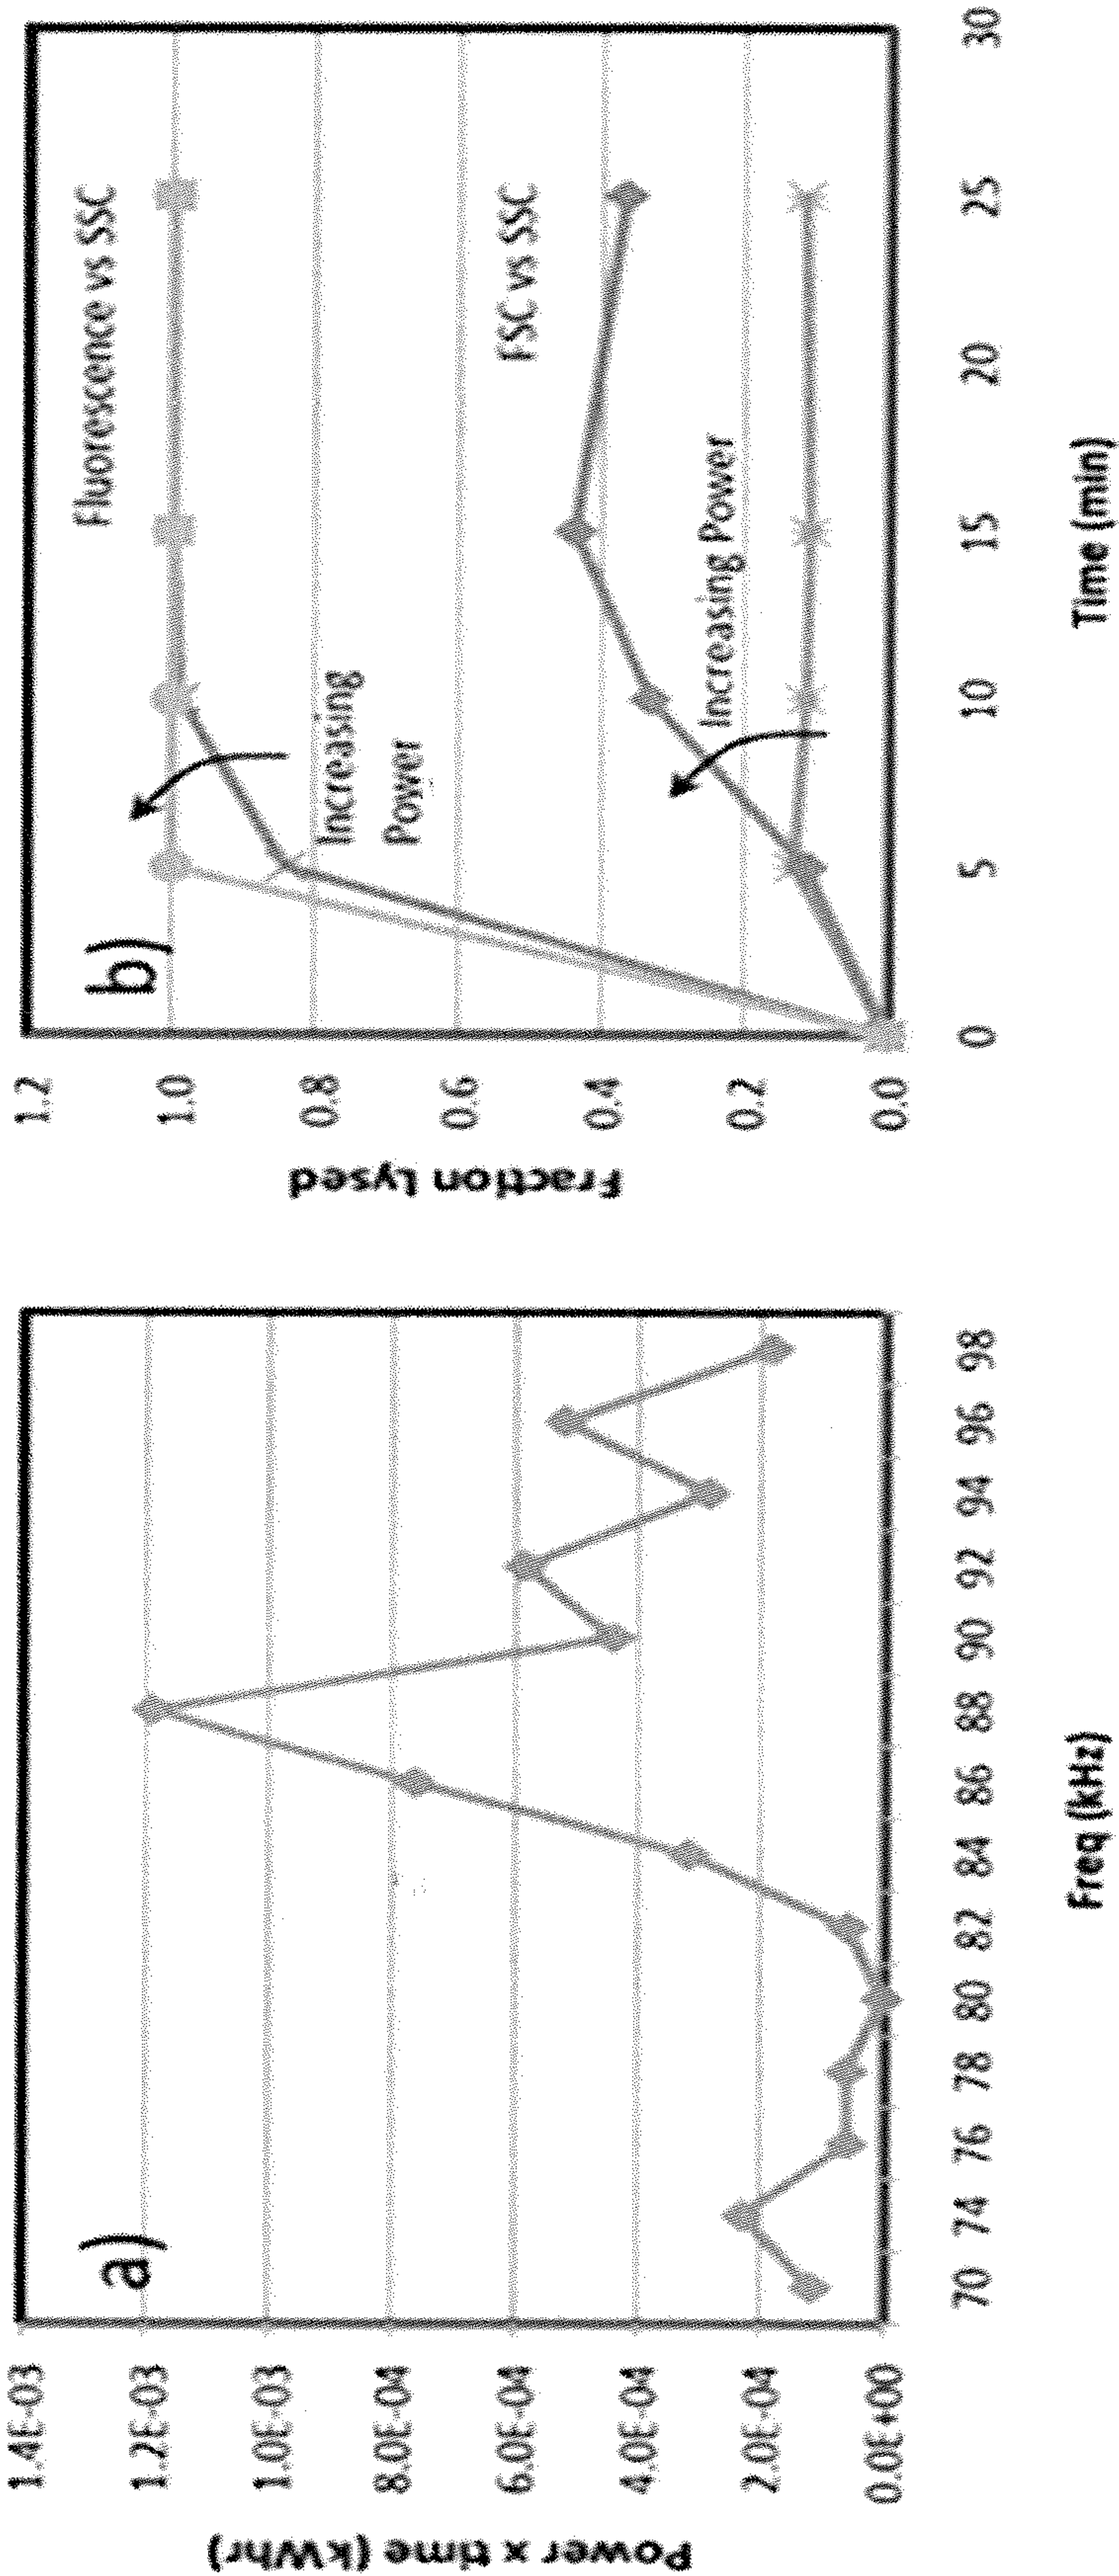 a)
1.4E-03
1.2E-03
1.0E-03
8.0E-04
6.0E-04
4.0E-04
2.0E-04
0.0E+00
Power x time (kWhr)
70 74 76 78 80 82 84 86 88 90 92 94 96 98
Freq (kHz)
b)
1.2
1.0
0.8
0.6
0.4
0.2
0.0
Fraction Lysed
Fluorescence vs SSC
Increasing
Power
FSC vs SSC
Increasing Power
0 5 10 15 20 25 30
Time (min)